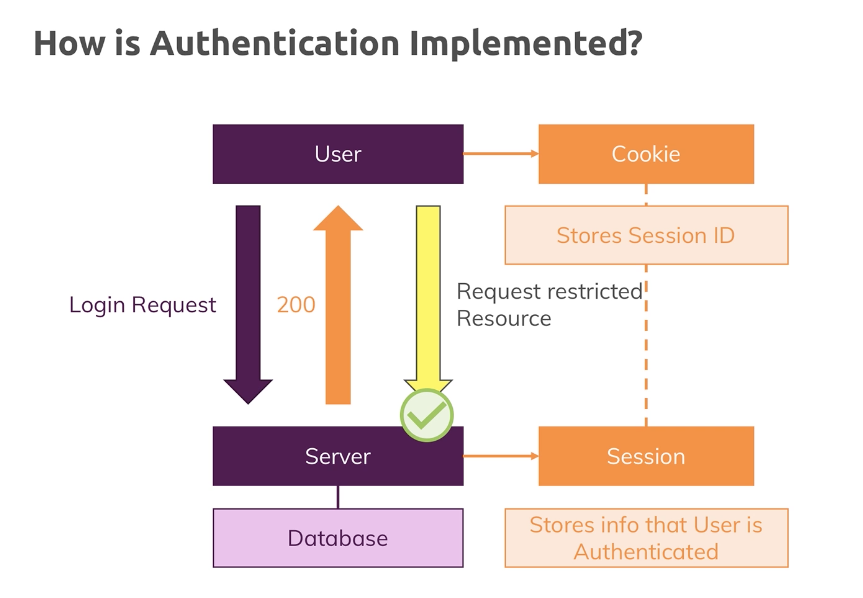 How is Authentication Implemented?
User
Cookie
Stores Session ID
Login Request
200
Request restricted
Resource
Server
Session
Database
Stores info that User is
Authenticated